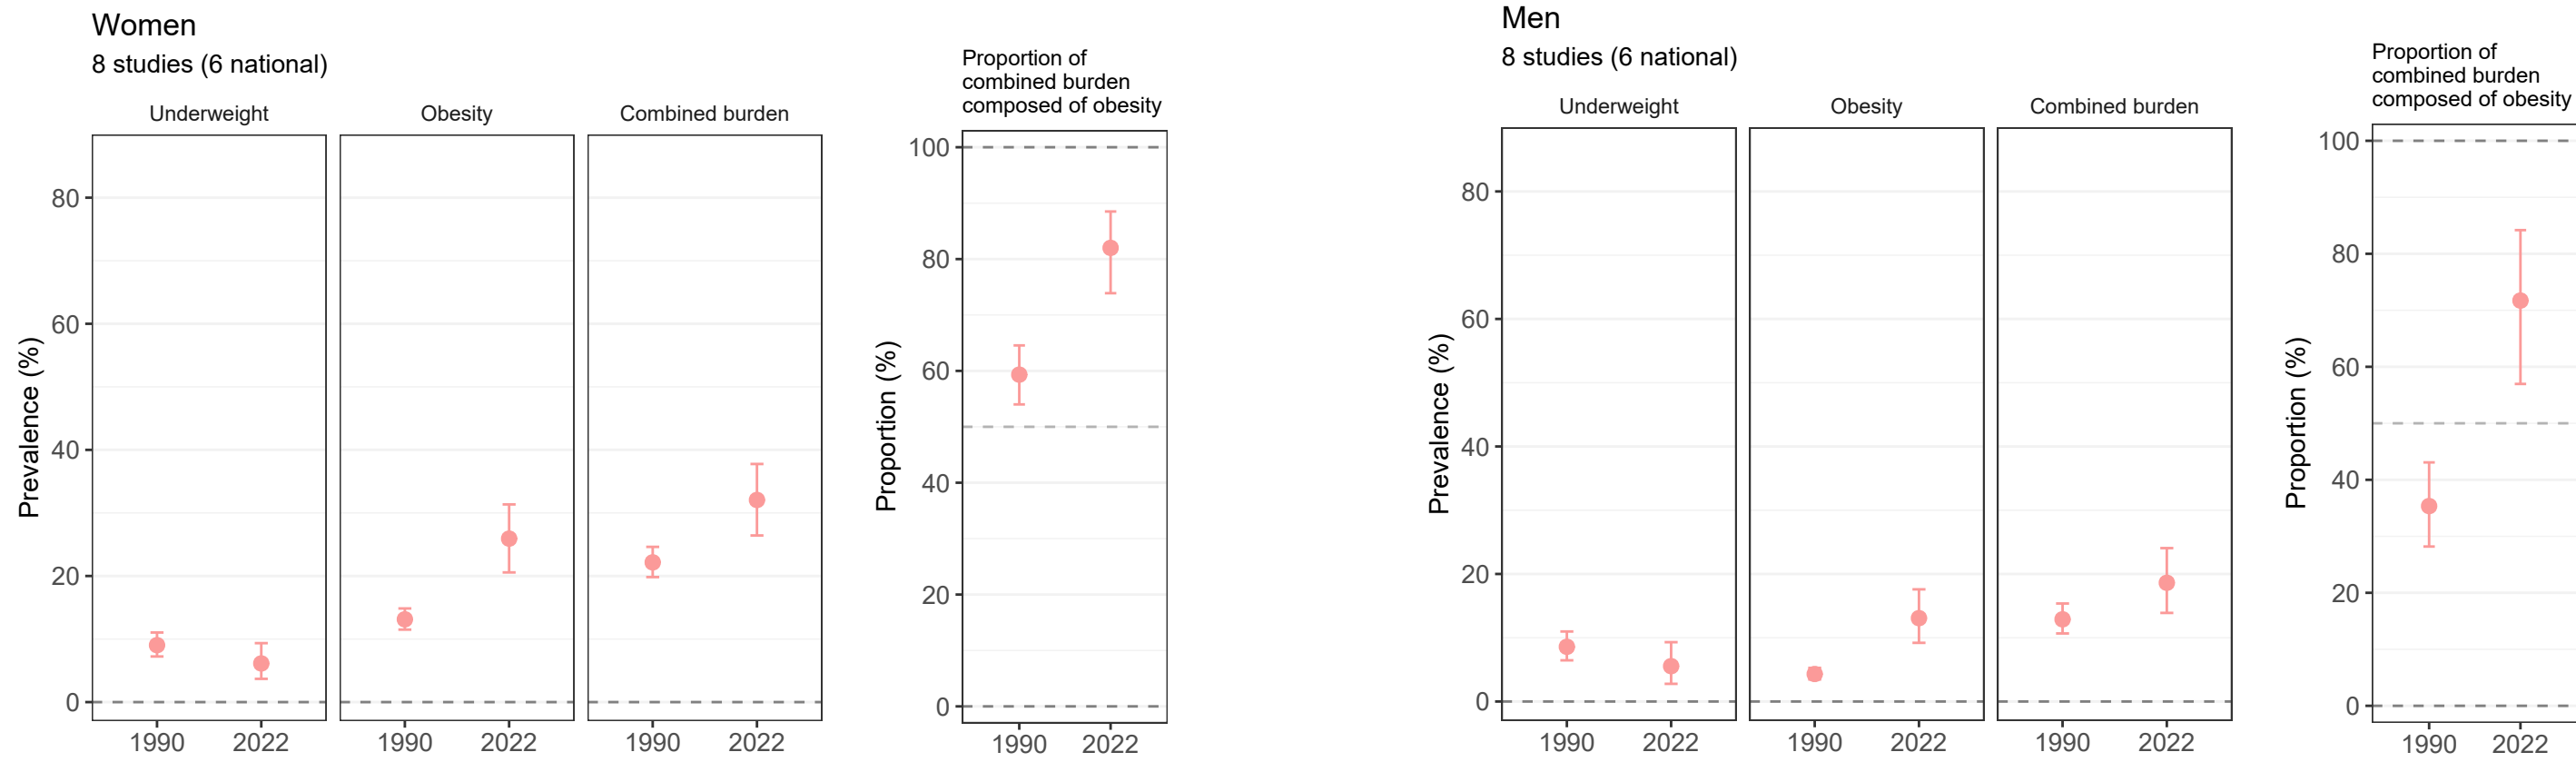 Women
8 studies (6 national)
Underweight
Obesity
Combined burden
Prevalence (%)
80
60
40
20
0
1990 2022
1990 2022
1990 2022
Proportion of
combined burden
composed of obesity
Proportion (%)
100
80
60
40
20
0
1990 2022
Men
8 studies (6 national)
Underweight
Obesity
Combined burden
Prevalence (%)
80
60
40
20
0
1990 2022
1990 2022
1990 2022
Proportion of
combined burden
composed of obesity
Proportion (%)
100
80
60
40
20
0
1990 2022